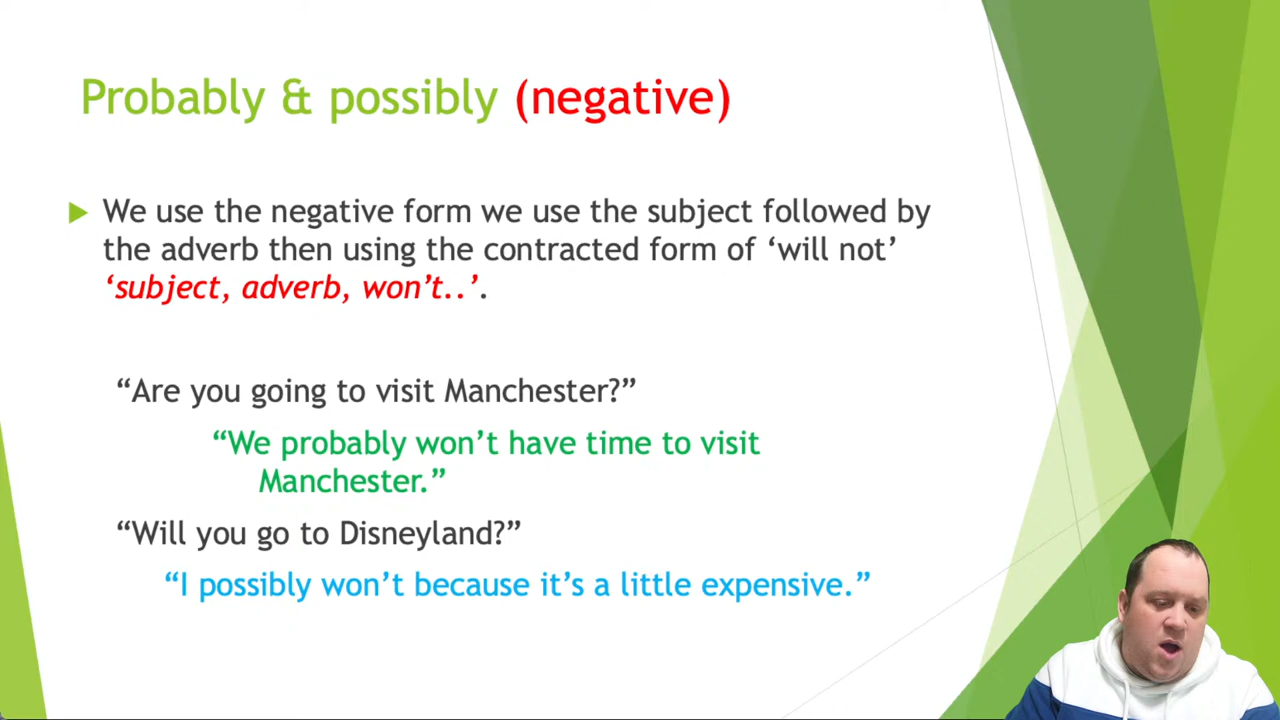 Probably & possibly (negative)
We use the negative form we use the subject followed by
the adverb then using the contracted form of ‘will not’
‘subject, adverb, won’t..’.
“Are you going to visit Manchester?”
“We probably won’t have time to visit
Manchester.”
“Will you go to Disneyland?”
“I possibly won’t because it’s a little expensive.”